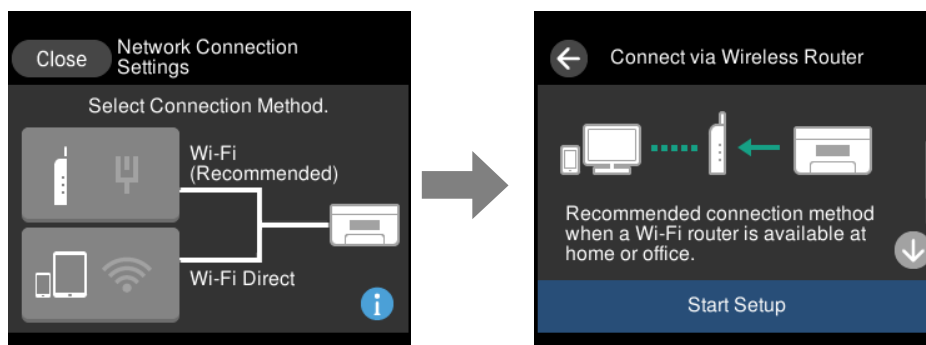 Close
Network Connection
Settings
Select Connection Method.
Wi-Fi
(Recommended)
Wi-Fi Direct
i
Connect via Wireless Router
Recommended connection method
when a Wi-Fi router is available at
home or office.
Start Setup